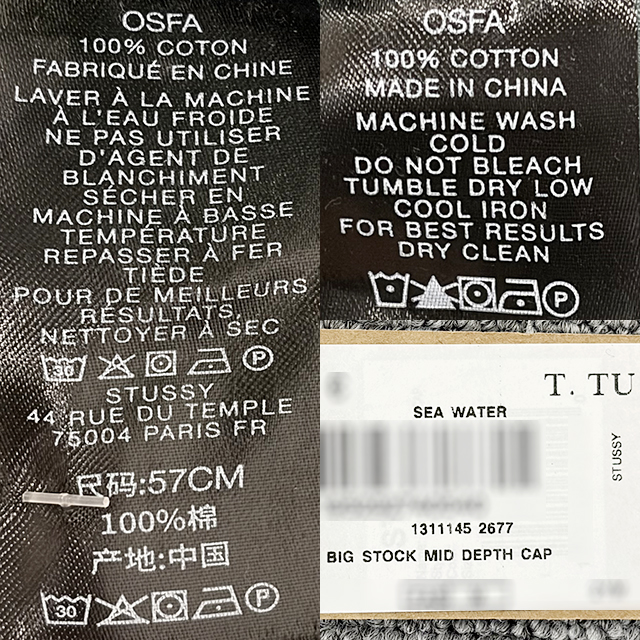 OSFA
100% COTON
FABRIQUÉ EN CHINE
LAVER À LA MACHINE
À L'EAU FROIDE
NE PAS UTILISER
D'AGENT DE
BLANCHIMENT
SÉCHER EN
MACHINE À BASSE
TEMPÉRATURE
REPASSER À FER
TIÈDE
POUR DE MEILLEURS
RÉSULTATS,
NETTOYER À SEC
30 P
STUSSY
44 RUE DU TEMPLE
75004 PARIS FR
尺码:57CM
100%棉
产地:中国
30 P
OSFA
100% COTTON
MADE IN CHINA
MACHINE WASH
COLD
DO NOT BLEACH
TUMBLE DRY LOW
COOL IRON
FOR BEST RESULTS
DRY CLEAN
P
T. TU
SEA WATER
STUSSY
1311145 2677
BIG STOCK MID DEPTH CAP